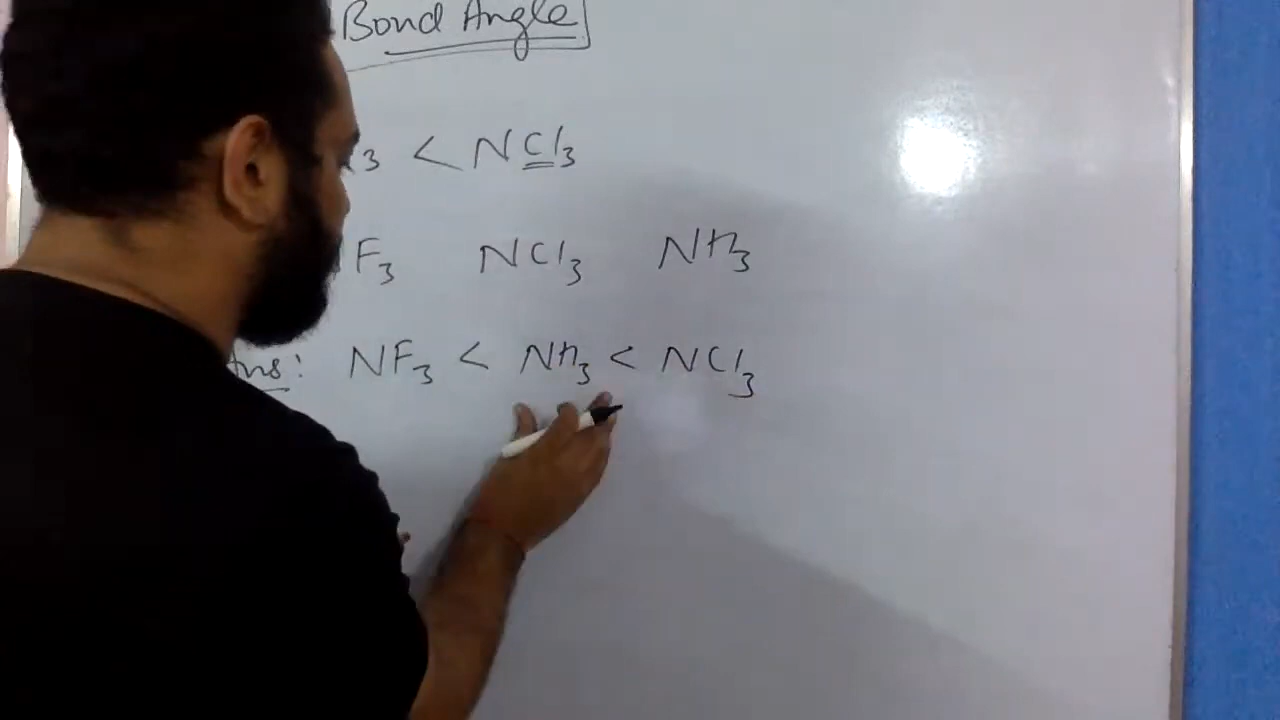 Bond Angle
3 < NCl3
F3 NCl3 NH3
Ans: NF3 < NH3 < NCl3